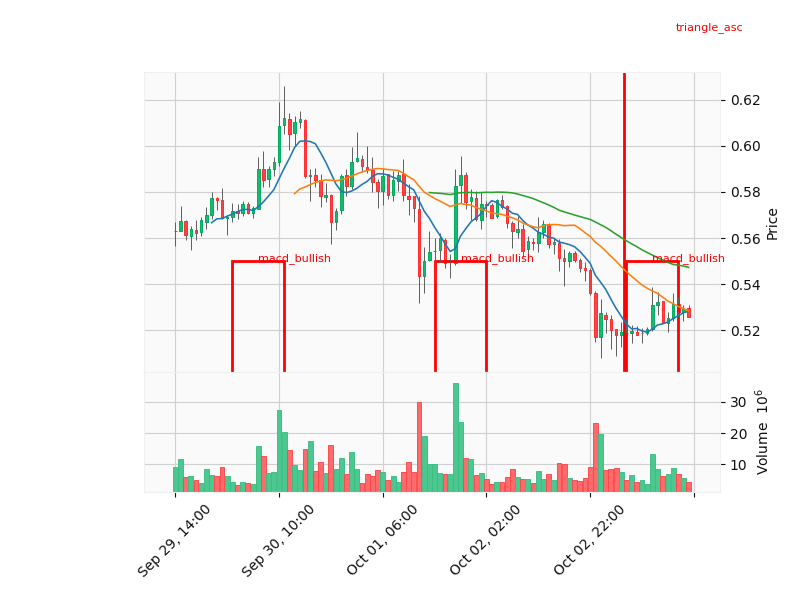 triangle_asc
0.62
0.60
0.58
Price
0.56
macd_bullish
macd_bullish
macd_bullish
0.54
0.52
30
20
10
Volume 10^6
Sep 29, 14:00
Sep 30, 10:00
Oct 01, 06:00
Oct 02, 02:00
Oct 02, 22:00